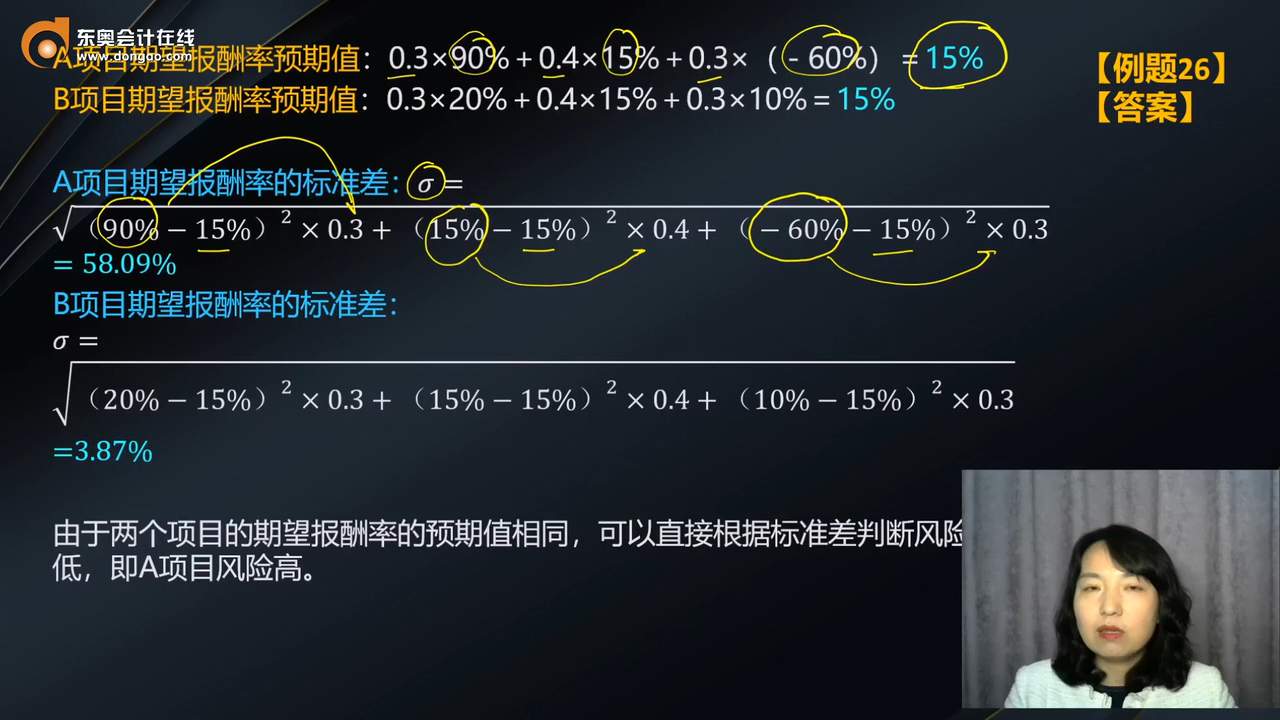 东奥会计在线
www.dongao.com
A项目期望报酬率预期值：0.3×90%＋0.4×15%＋0.3×（- 60%）＝15%
B项目期望报酬率预期值：0.3×20%＋0.4×15%＋0.3×10%＝15%
【例题26】
【答案】
A项目期望报酬率的标准差：σ＝
√（90%－15%）²×0.3＋（15%－15%）²×0.4＋（－60%－15%）²×0.3
＝58.09%
B项目期望报酬率的标准差：
σ＝
√（20%－15%）²×0.3＋（15%－15%）²×0.4＋（10%－15%）²×0.3
=3.87%
由于两个项目的期望报酬率的预期值相同，可以直接根据标准差判断风险
低，即A项目风险高。